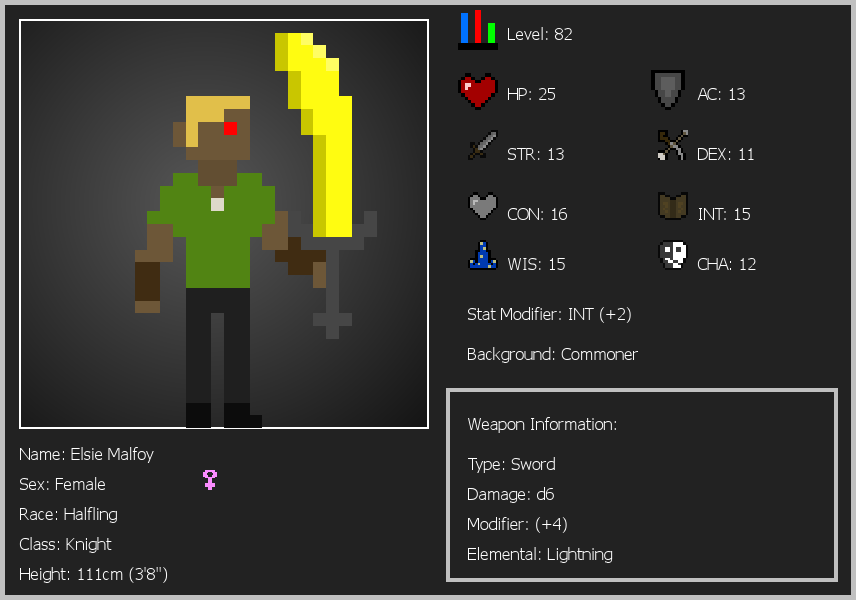 Level: 82
HP: 25
AC: 13
STR: 13
DEX: 11
CON: 16
INT: 15
WIS: 15
CHA: 12
Stat Modifier: INT (+2)
Background: Commoner
Weapon Information:
Type: Sword
Damage: d6
Modifier: (+4)
Elemental: Lightning
Name: Elsie Malfoy
Sex: Female
Race: Halfling
Class: Knight
Height: 111cm (3'8")